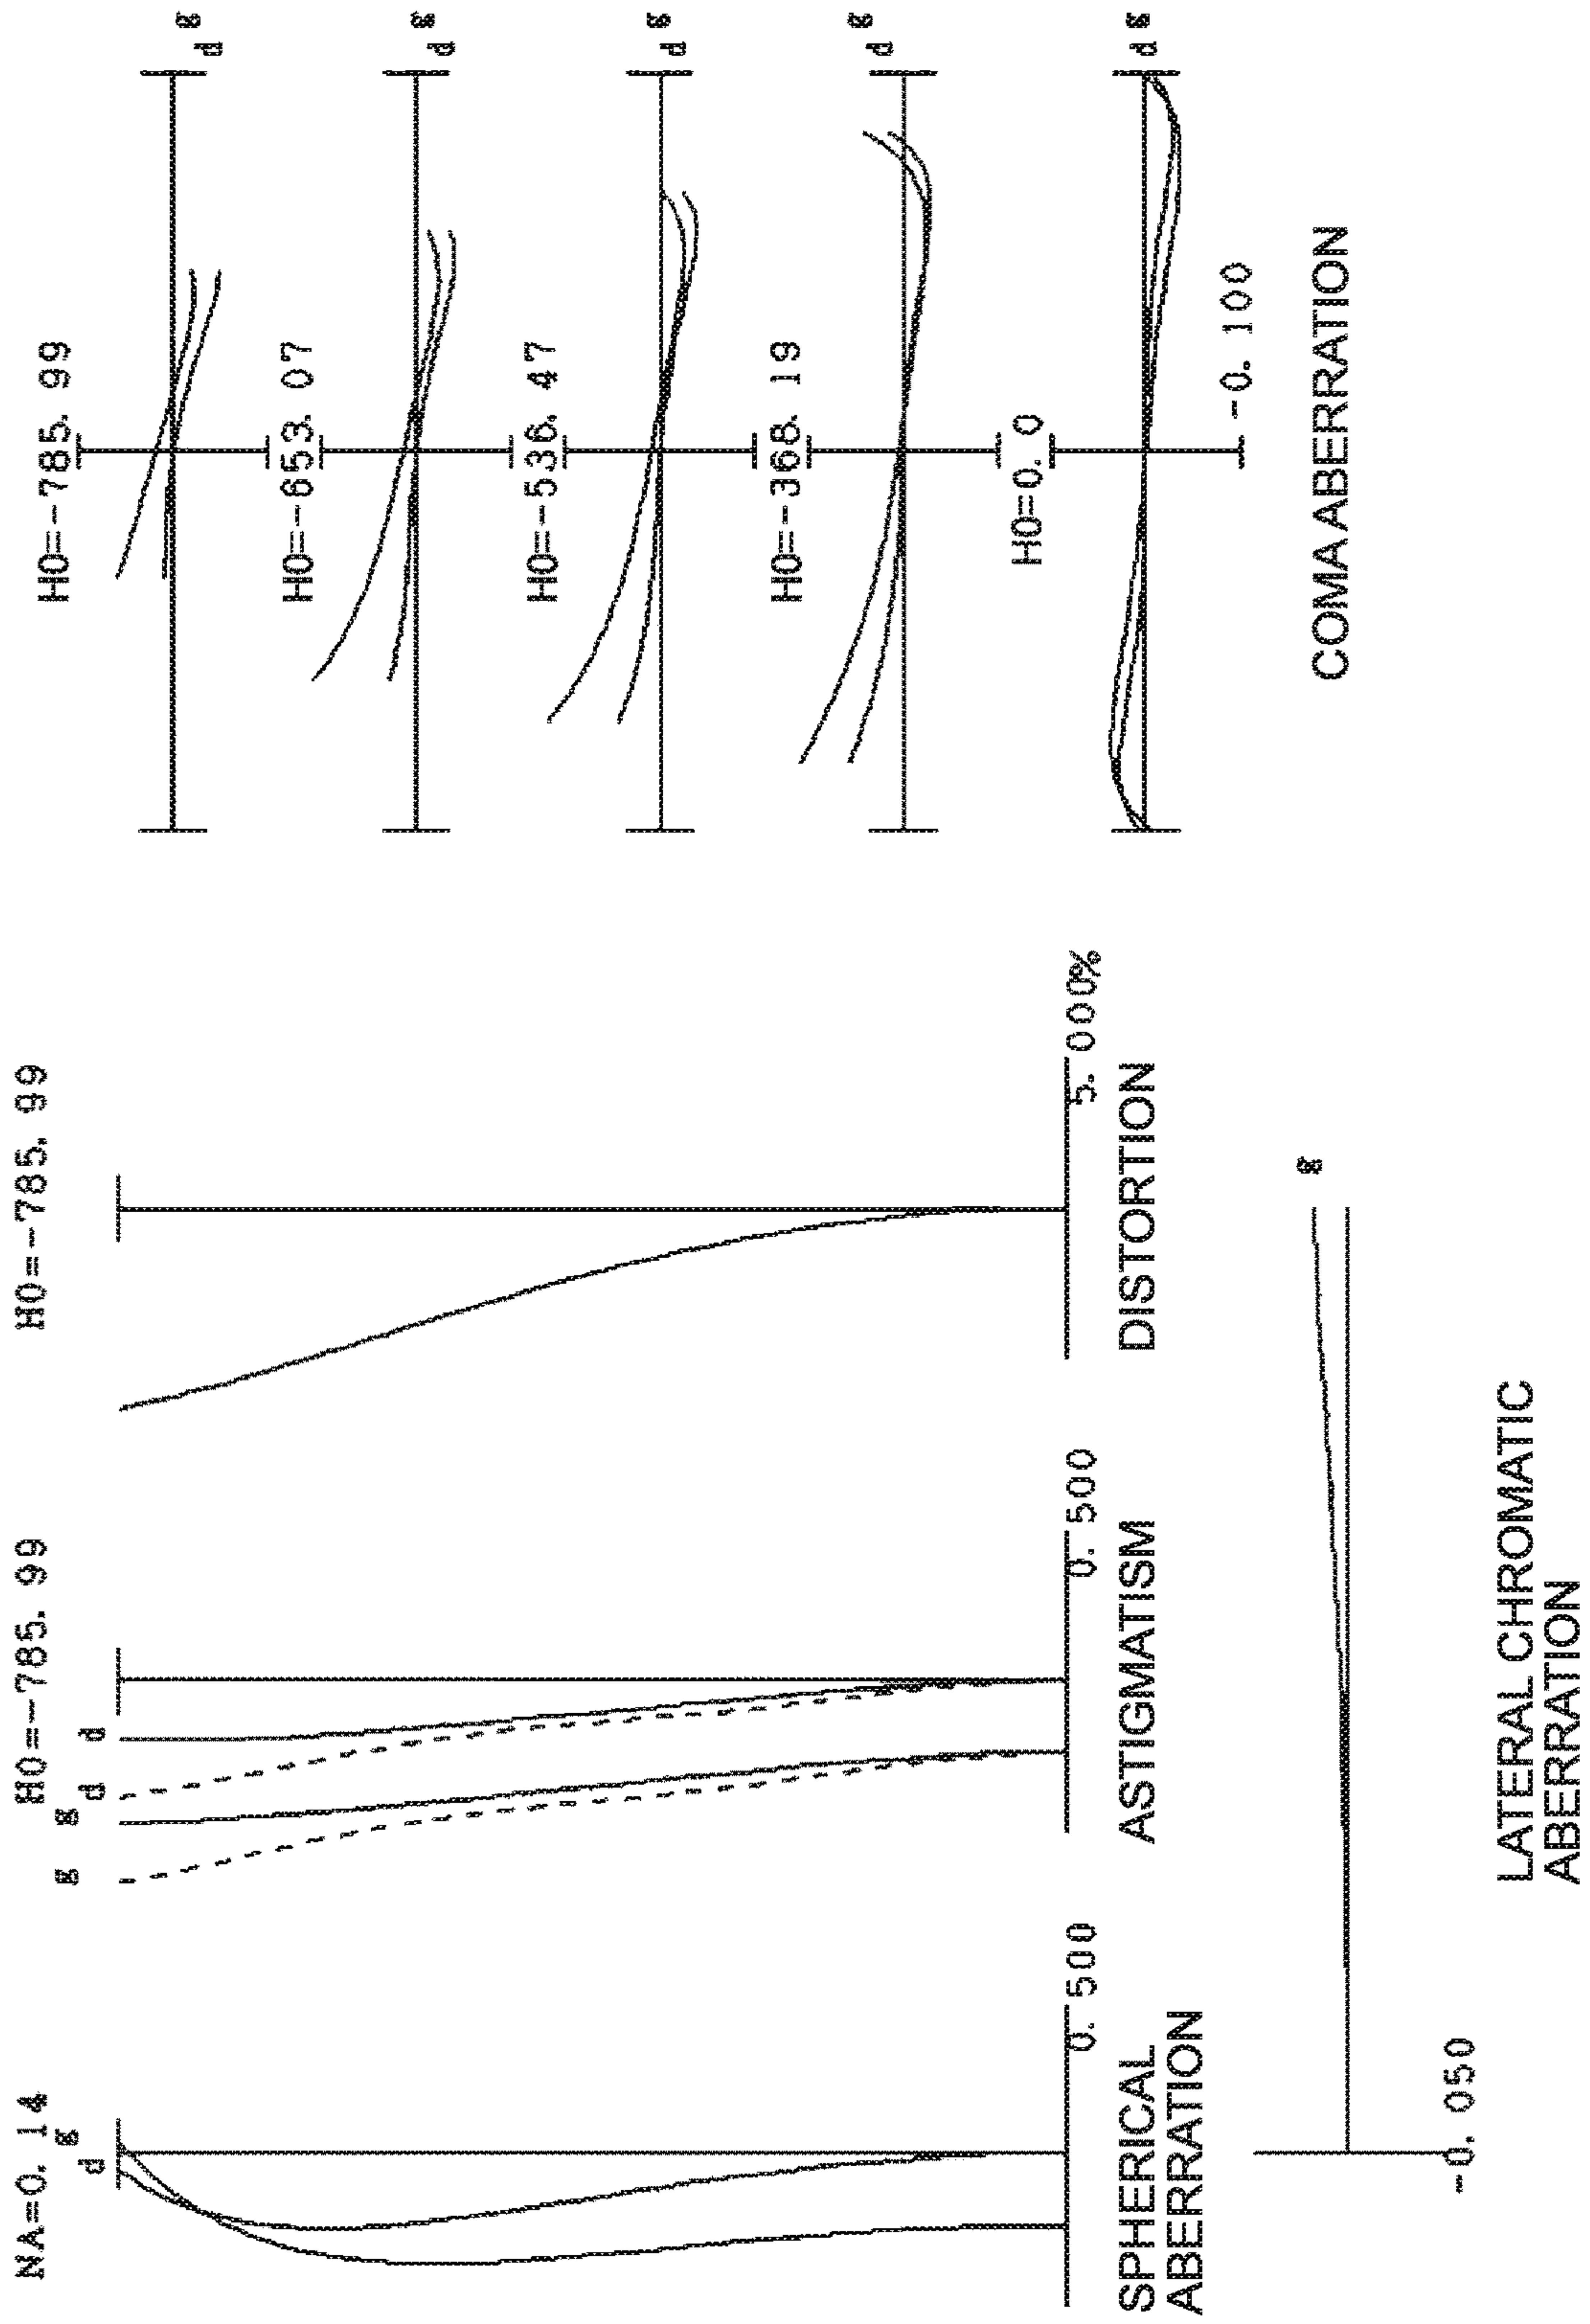 NA=0. 14
d
g
0. 500
SPHERICAL
ABERRATION
H0=-785. 99
g
g
d
d
0. 500
ASTIGMATISM
H0=-785. 99
5. 000%
DISTORTION
H0=-785. 99
d
g
H0=-653. 07
d
g
H0=-536. 47
d
g
H0=-368. 19
d
g
H0=0. 0
d
g
-0. 100
COMA ABERRATION
g
-0. 050
LATERAL CHROMATIC
ABERRATION